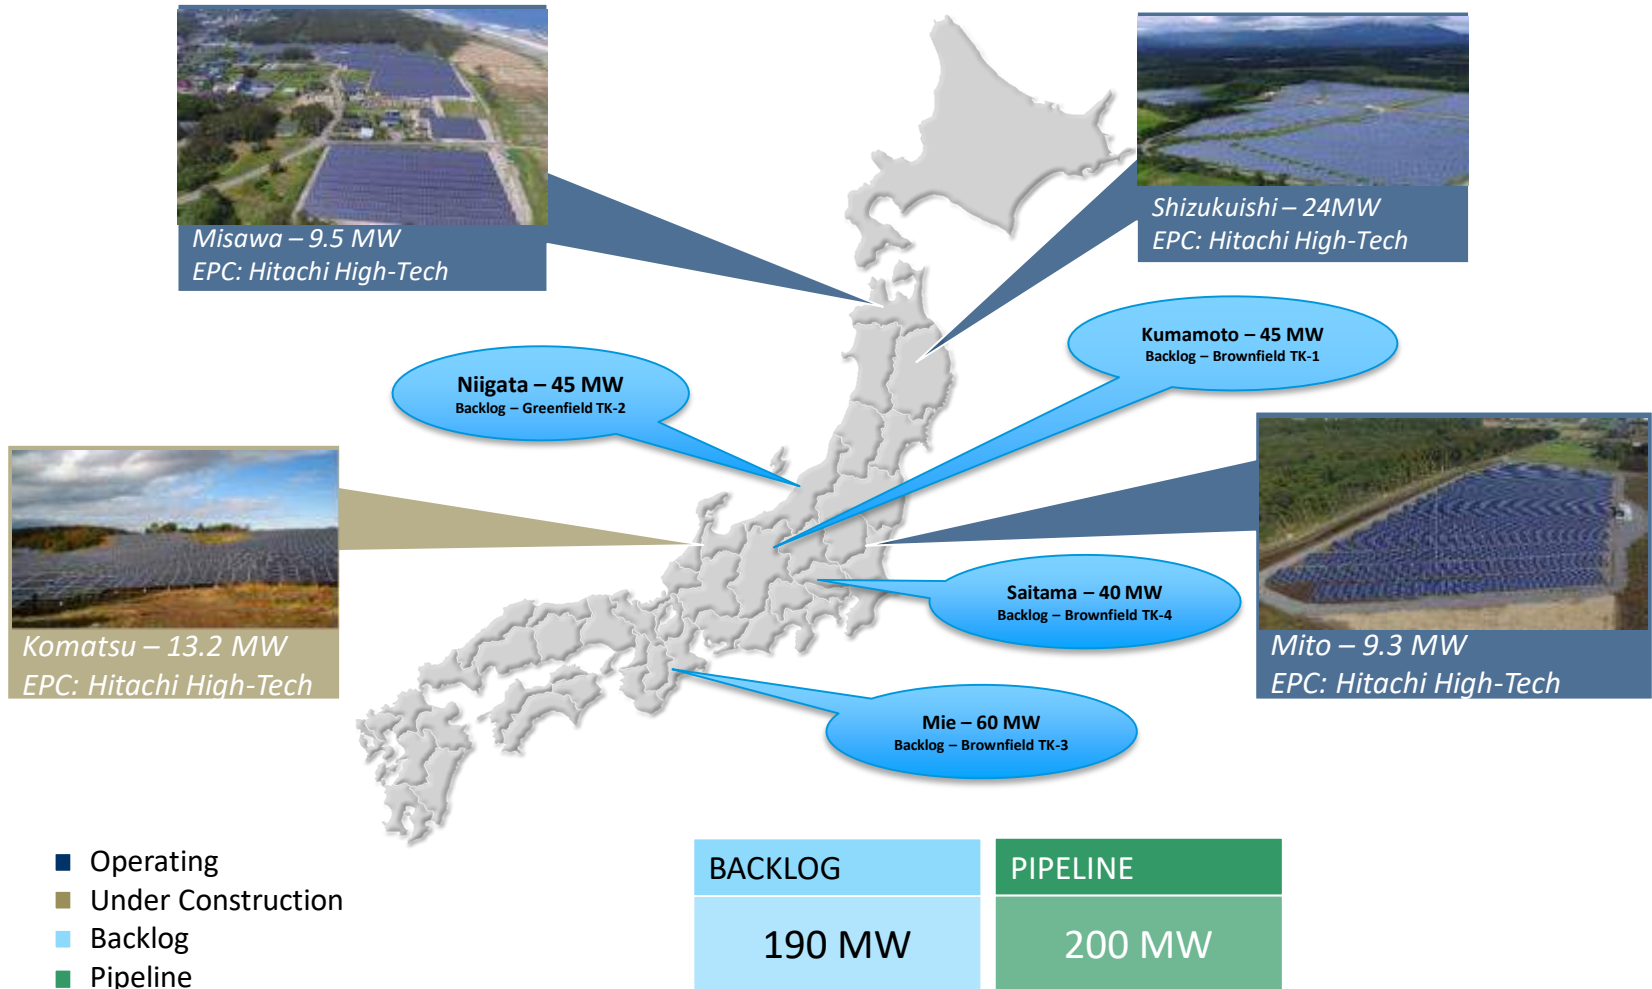 Misawa – 9.5 MW
EPC: Hitachi High-Tech
Shizukuishi – 24MW
EPC: Hitachi High-Tech
Kumamoto – 45 MW
Backlog – Brownfield TK-1
Niigata – 45 MW
Backlog – Greenfield TK-2
Komatsu – 13.2 MW
EPC: Hitachi High-Tech
Saitama – 40 MW
Backlog – Brownfield TK-4
Mito – 9.3 MW
EPC: Hitachi High-Tech
Mie – 60 MW
Backlog – Brownfield TK-3
Operating
Under Construction
Backlog
Pipeline
BACKLOG
190 MW
PIPELINE
200 MW